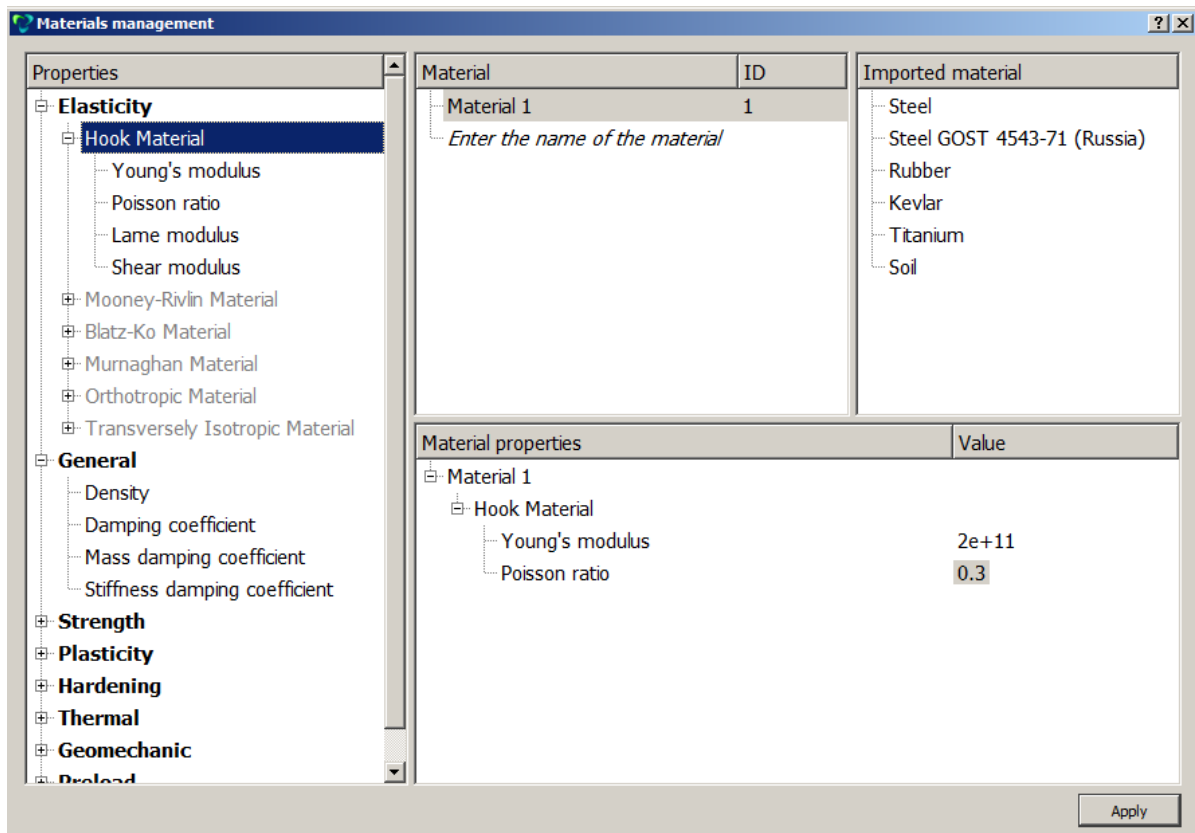 Materials management
Properties
Elasticity
Hook Material
Young's modulus
Poisson ratio
Lame modulus
Shear modulus
Mooney-Rivlin Material
Blatz-Ko Material
Murnaghan Material
Orthotropic Material
Transversely Isotropic Material
General
Density
Damping coefficient
Mass damping coefficient
Stiffness damping coefficient
Strength
Plasticity
Hardening
Thermal
Geomechanic
Preload
Material ID
Material 1 1
Enter the name of the material
Imported material
Steel
Steel GOST 4543-71 (Russia)
Rubber
Kevlar
Titanium
Soil
Material properties Value
Material 1
Hook Material
Young's modulus 2e+11
Poisson ratio 0.3
Apply